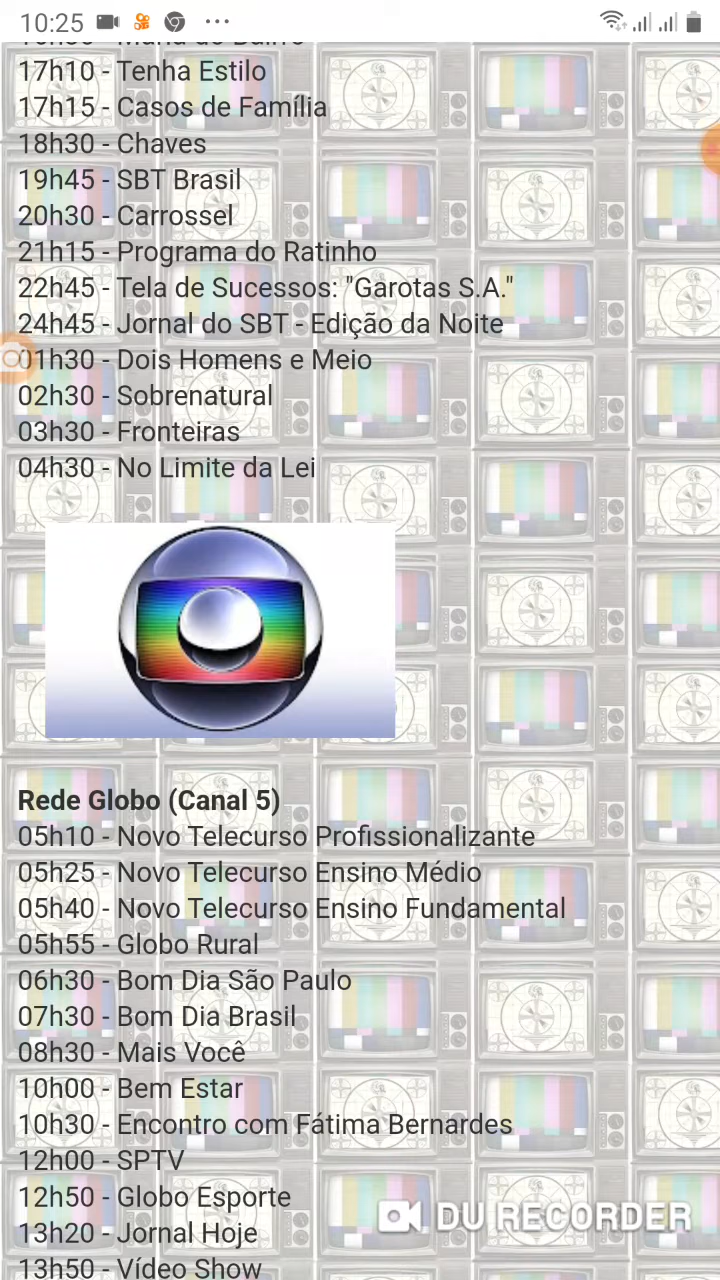 10:25
17h10 - Tenha Estilo
17h15 - Casos de Família
18h30 - Chaves
19h45 - SBT Brasil
20h30 - Carrossel
21h15 - Programa do Ratinho
22h45 - Tela de Sucessos: "Garotas S.A."
24h45 - Jornal do SBT - Edição da Noite
01h30 - Dois Homens e Meio
02h30 - Sobrenatural
03h30 - Fronteiras
04h30 - No Limite da Lei
Rede Globo (Canal 5)
05h10 - Novo Telecurso Profissionalizante
05h25 - Novo Telecurso Ensino Médio
05h40 - Novo Telecurso Ensino Fundamental
05h55 - Globo Rural
06h30 - Bom Dia São Paulo
07h30 - Bom Dia Brasil
08h30 - Mais Você
10h00 - Bem Estar
10h30 - Encontro com Fátima Bernardes
12h00 - SPTV
12h50 - Globo Esporte
13h20 - Jornal Hoje
13h50 - Vídeo Show
DU RECORDER